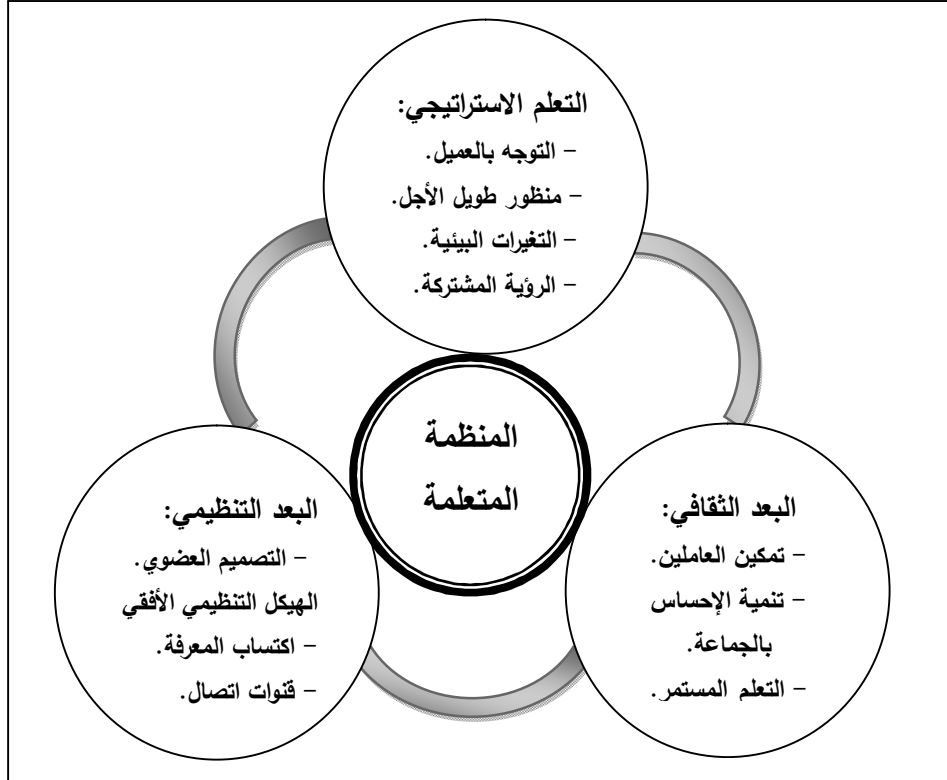 التعلم الاستراتيجي:
– التوجه بالعميل.
– منظور طويل الأجل.
– التغيرات البيئية.
– الرؤية المشتركة.
المنظمة
المتعلمة
البعد الثقافي:
– تمكين العاملين.
– تنمية الإحساس
بالجماعة.
– التعلم المستمر.
البعد التنظيمي:
– التصميم العضوي.
الهيكل التنظيمي الأفقي
– اكتساب المعرفة.
– قنوات اتصال.